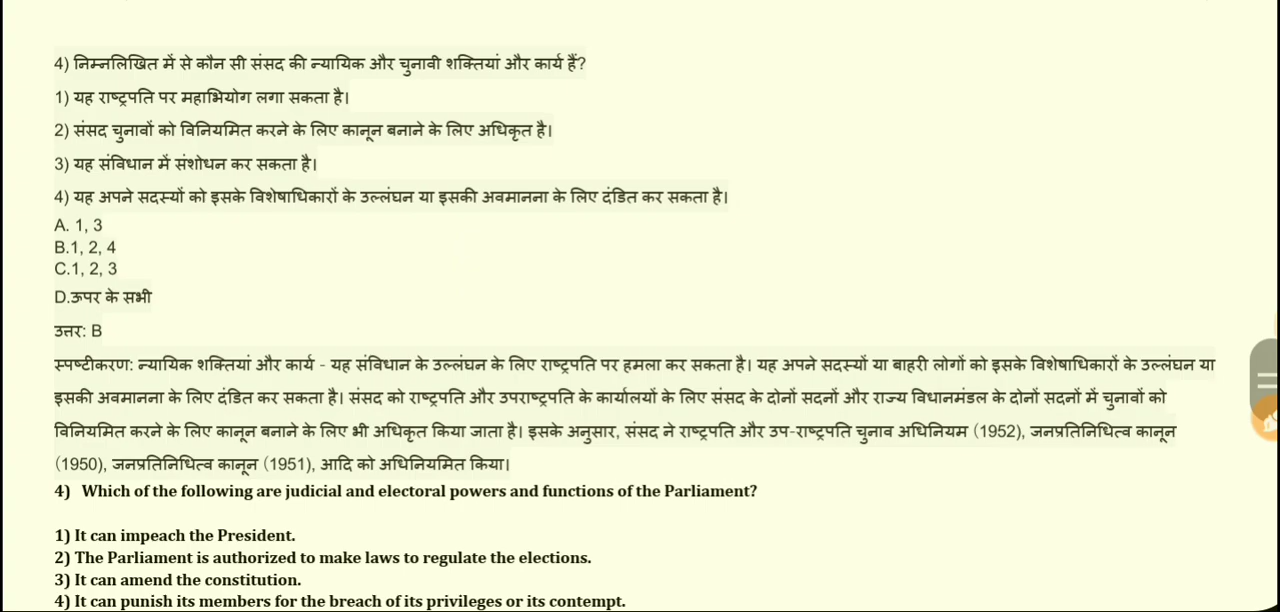 4) निम्नलिखित में से कौन सी संसद की न्यायिक और चुनावी शक्तियां और कार्य हैं?
1) यह राष्ट्रपति पर महाभियोग लगा सकता है।
2) संसद चुनावों को विनियमित करने के लिए कानून बनाने के लिए अधिकृत है।
3) यह संविधान में संशोधन कर सकता है।
4) यह अपने सदस्यों को इसके विशेषाधिकारों के उल्लंघन या इसकी अवमानना के लिए दंडित कर सकता है।
A. 1, 3
B.1, 2, 4
C.1, 2, 3
D.ऊपर के सभी
उत्तर: B
स्पष्टीकरण: न्यायिक शक्तियां और कार्य - यह संविधान के उल्लंघन के लिए राष्ट्रपति पर हमला कर सकता है। यह अपने सदस्यों या बाहरी लोगों को इसके विशेषाधिकारों के उल्लंघन या
इसकी अवमानना के लिए दंडित कर सकता है। संसद को राष्ट्रपति और उपराष्ट्रपति के कार्यालयों के लिए संसद के दोनों सदनों और राज्य विधानमंडल के दोनों सदनों में चुनावों को
विनियमित करने के लिए कानून बनाने के लिए भी अधिकृत किया जाता है। इसके अनुसार, संसद ने राष्ट्रपति और उप-राष्ट्रपति चुनाव अधिनियम (1952), जनप्रतिनिधित्व कानून
(1950), जनप्रतिनिधित्व कानून (1951), आदि को अधिनियमित किया।
4) Which of the following are judicial and electoral powers and functions of the Parliament?
1) It can impeach the President.
2) The Parliament is authorized to make laws to regulate the elections.
3) It can amend the constitution.
4) It can punish its members for the breach of its privileges or its contempt.